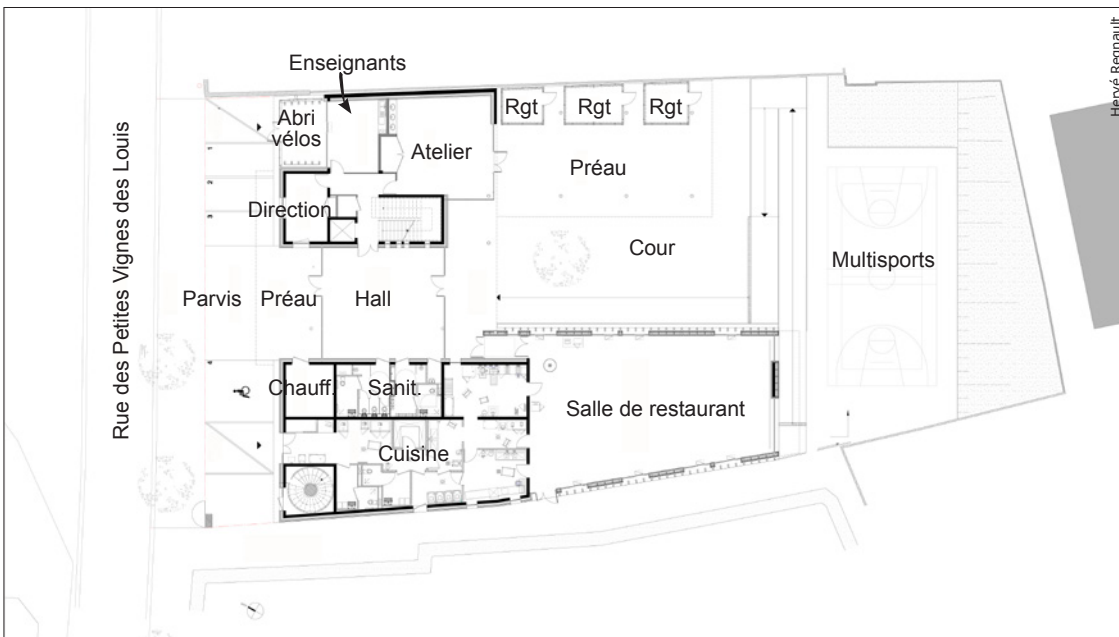 Hervé Regnault
Enseignants
Abri
vélos
Rgt
Rgt
Rgt
Atelier
Préau
Rue des Petites Vignes des Louis
Direction
Cour
Multisports
Parvis
Préau
Hall
Chauff.
Sanit.
Salle de restaurant
Cuisine